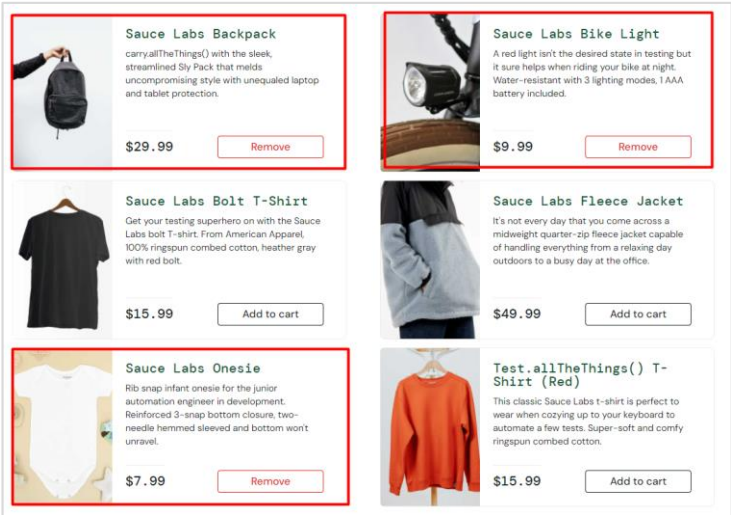 Sauce Labs Backpack
carry.allTheThings() with the sleek,
streamlined Sly Pack that melds
uncompromising style with unequaled laptop
and tablet protection.
$29.99
Remove
Sauce Labs Bike Light
A red light isn't the desired state in testing but
it sure helps when riding your bike at night.
Water-resistant with 3 lighting modes, 1 AAA
battery included.
$9.99
Remove
Sauce Labs Bolt T-Shirt
Get your testing superhero on with the Sauce
Labs bolt T-shirt. From American Apparel,
100% ringspun combed cotton, heather gray
with red bolt.
$15.99
Add to cart
Sauce Labs Fleece Jacket
It's not every day that you come across a
midweight quarter-zip fleece jacket capable
of handling everything from a relaxing day
outdoors to a busy day at the office.
$49.99
Add to cart
Sauce Labs Onesie
Rib snap infant onesie for the junior
automation engineer in development.
Reinforced 3-snap bottom closure, two-
needle hemmed sleeved and bottom won't
unravel.
$7.99
Remove
Test.allTheThings() T-
Shirt (Red)
This classic Sauce Labs t-shirt is perfect to
wear when cozying up to your keyboard to
automate a few tests. Super-soft and comfy
ringspun combed cotton.
$15.99
Add to cart